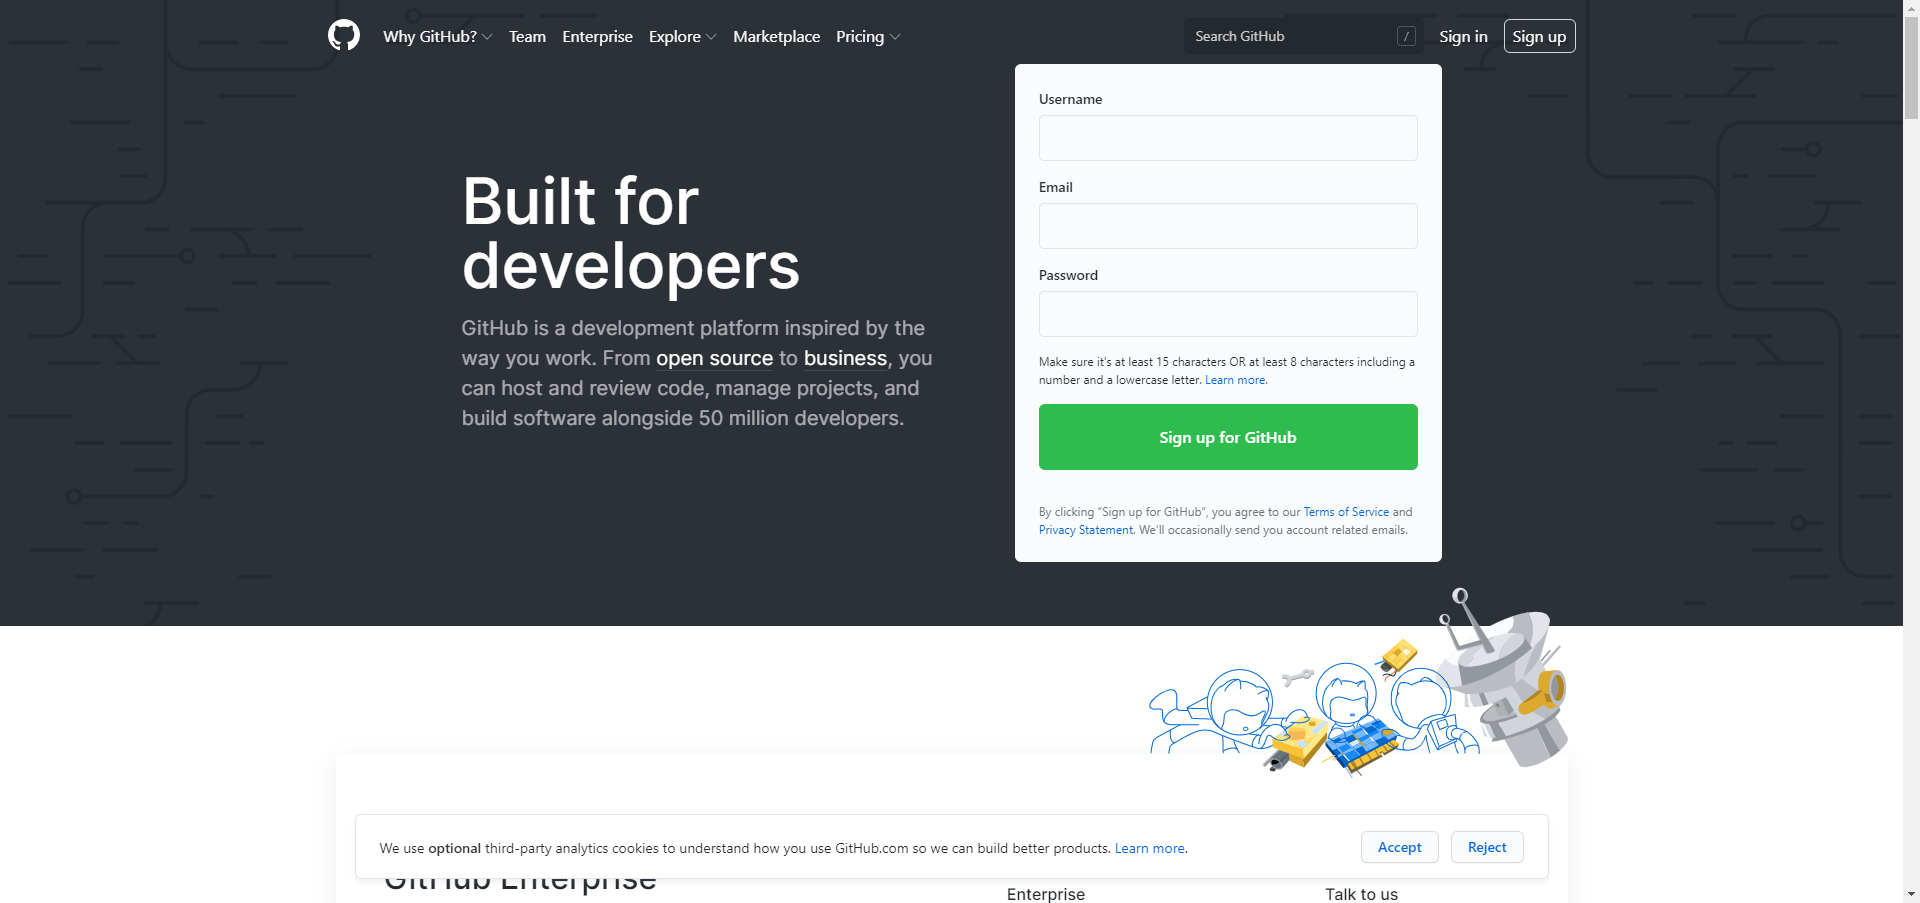 Why GitHub?
Team
Enterprise
Explore
Marketplace
Pricing
Search GitHub
/
Sign in
Sign up
Built for
developers
GitHub is a development platform inspired by the
way you work. From open source to business, you
can host and review code, manage projects, and
build software alongside 50 million developers.
Username
Email
Password
Make sure it's at least 15 characters OR at least 8 characters including a
number and a lowercase letter. Learn more.
Sign up for GitHub
By clicking “Sign up for GitHub”, you agree to our Terms of Service and
Privacy Statement. We’ll occasionally send you account related emails.
We use optional third-party analytics cookies to understand how you use GitHub.com so we can build better products. Learn more.
Accept
Reject
GitHub Enterprise
Enterprise
Talk to us